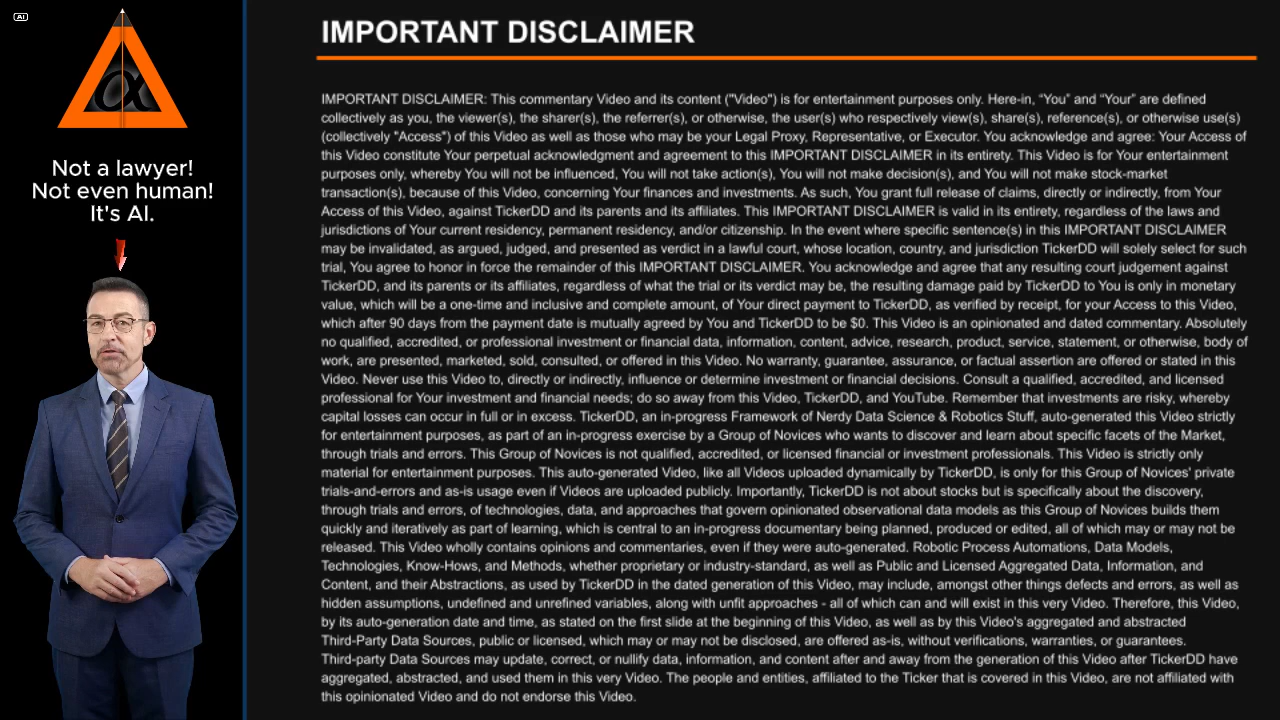 AI
α
Not a lawyer!
Not even human!
It's AI.
IMPORTANT DISCLAIMER
IMPORTANT DISCLAIMER: This commentary Video and its content ("Video") is for entertainment purposes only. Here-in, “You” and “Your” are defined
collectively as you, the viewer(s), the sharer(s), the referrer(s), or otherwise, the user(s) who respectively view(s), share(s), reference(s), or otherwise use(s)
(collectively "Access") of this Video as well as those who may be your Legal Proxy, Representative, or Executor. You acknowledge and agree: Your Access of
this Video constitute Your perpetual acknowledgment and agreement to this IMPORTANT DISCLAIMER in its entirety. This Video is for Your entertainment
purposes only, whereby You will not be influenced, You will not take action(s), You will not make decision(s), and You will not make stock-market
transaction(s), because of this Video, concerning Your finances and investments. As such, You grant full release of claims, directly or indirectly, from Your
Access of this Video, against TickerDD and its parents and its affiliates. This IMPORTANT DISCLAIMER is valid in its entirety, regardless of the laws and
jurisdictions of Your current residency, permanent residency, and/or citizenship. In the event where specific sentence(s) in this IMPORTANT DISCLAIMER
may be invalidated, as argued, judged, and presented as verdict in a lawful court, whose location, country, and jurisdiction TickerDD will solely select for such
trial, You agree to honor in force the remainder of this IMPORTANT DISCLAIMER. You acknowledge and agree that any resulting court judgement against
TickerDD, and its parents or its affiliates, regardless of what the trial or its verdict may be, the resulting damage paid by TickerDD to You is only in monetary
value, which will be a one-time and inclusive and complete amount, of Your direct payment to TickerDD, as verified by receipt, for your Access to this Video,
which after 90 days from the payment date is mutually agreed by You and TickerDD to be $0. This Video is an opinionated and dated commentary. Absolutely
no qualified, accredited, or professional investment or financial data, information, content, advice, research, product, service, statement, or otherwise, body of
work, are presented, marketed, sold, consulted, or offered in this Video. No warranty, guarantee, assurance, or factual assertion are offered or stated in this
Video. Never use this Video to, directly or indirectly, influence or determine investment or financial decisions. Consult a qualified, accredited, and licensed
professional for Your investment and financial needs; do so away from this Video, TickerDD, and YouTube. Remember that investments are risky, whereby
capital losses can occur in full or in excess. TickerDD, an in-progress Framework of Nerdy Data Science & Robotics Stuff, auto-generated this Video strictly
for entertainment purposes, as part of an in-progress exercise by a Group of Novices who wants to discover and learn about specific facets of the Market,
through trials and errors. This Group of Novices is not qualified, accredited, or licensed financial or investment professionals. This Video is strictly only
material for entertainment purposes. This auto-generated Video, like all Videos uploaded dynamically by TickerDD, is only for this Group of Novices' private
trials-and-errors and as-is usage even if Videos are uploaded publicly. Importantly, TickerDD is not about stocks but is specifically about the discovery,
through trials and errors, of technologies, data, and approaches that govern opinionated observational data models as this Group of Novices builds them
quickly and iteratively as part of learning, which is central to an in-progress documentary being planned, produced or edited, all of which may or may not be
released. This Video wholly contains opinions and commentaries, even if they were auto-generated. Robotic Process Automations, Data Models,
Technologies, Know-Hows, and Methods, whether proprietary or industry-standard, as well as Public and Licensed Aggregated Data, Information, and
Content, and their Abstractions, as used by TickerDD in the dated generation of this Video, may include, amongst other things defects and errors, as well as
hidden assumptions, undefined and unrefined variables, along with unfit approaches - all of which can and will exist in this very Video. Therefore, this Video,
by its auto-generation date and time, as stated on the first slide at the beginning of this Video, as well as by this Video's aggregated and abstracted
Third-Party Data Sources, public or licensed, which may or may not be disclosed, are offered as-is, without verifications, warranties, or guarantees.
Third-party Data Sources may update, correct, or nullify data, information, and content after and away from the generation of this Video after TickerDD have
aggregated, abstracted, and used them in this very Video. The people and entities, affiliated to the Ticker that is covered in this Video, are not affiliated with
this opinionated Video and do not endorse this Video.